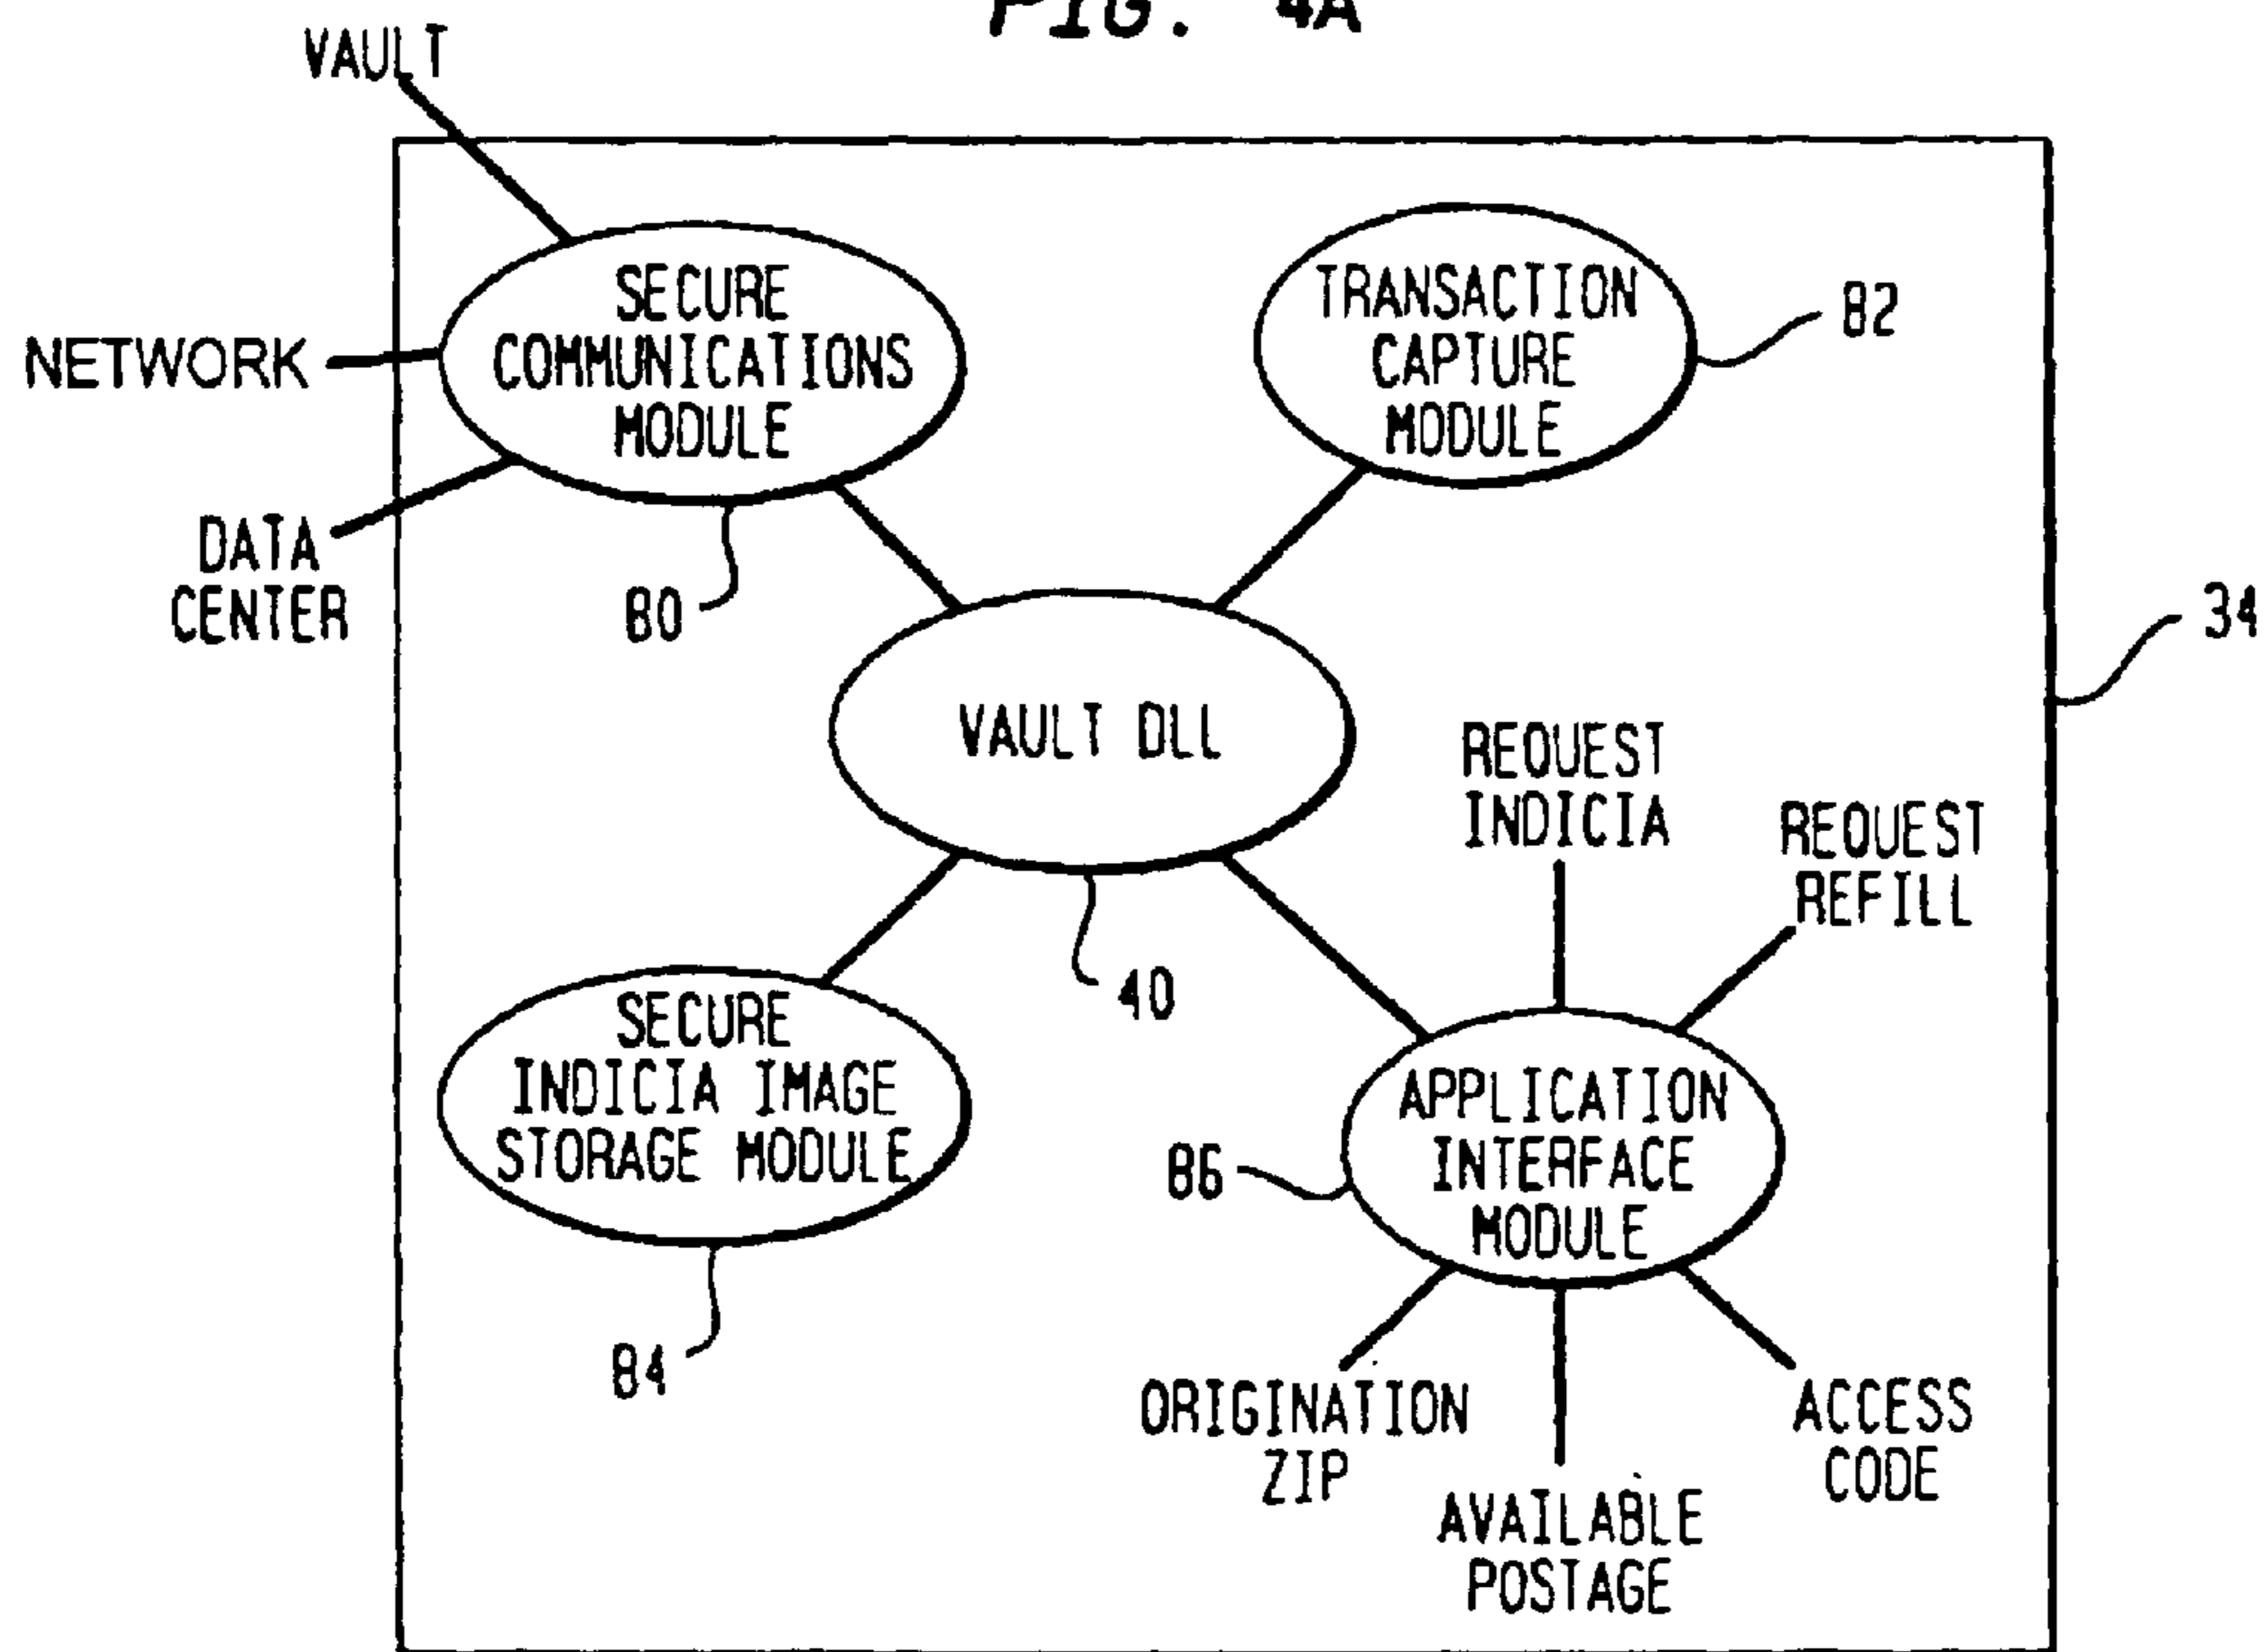 FIG. 4A
VAULT
SECURE
COMMUNICATIONS
MODULE
TRANSACTION
CAPTURE
MODULE
82
NETWORK
DATA
CENTER
80
34
VAULT DLL
REQUEST
INDICIA
REQUEST
REFILL
40
SECURE
INDICIA IMAGE
STORAGE MODULE
APPLICATION
INTERFACE
MODULE
86
84
ORIGINATION
ZIP
AVAILABLE
POSTAGE
ACCESS
CODE